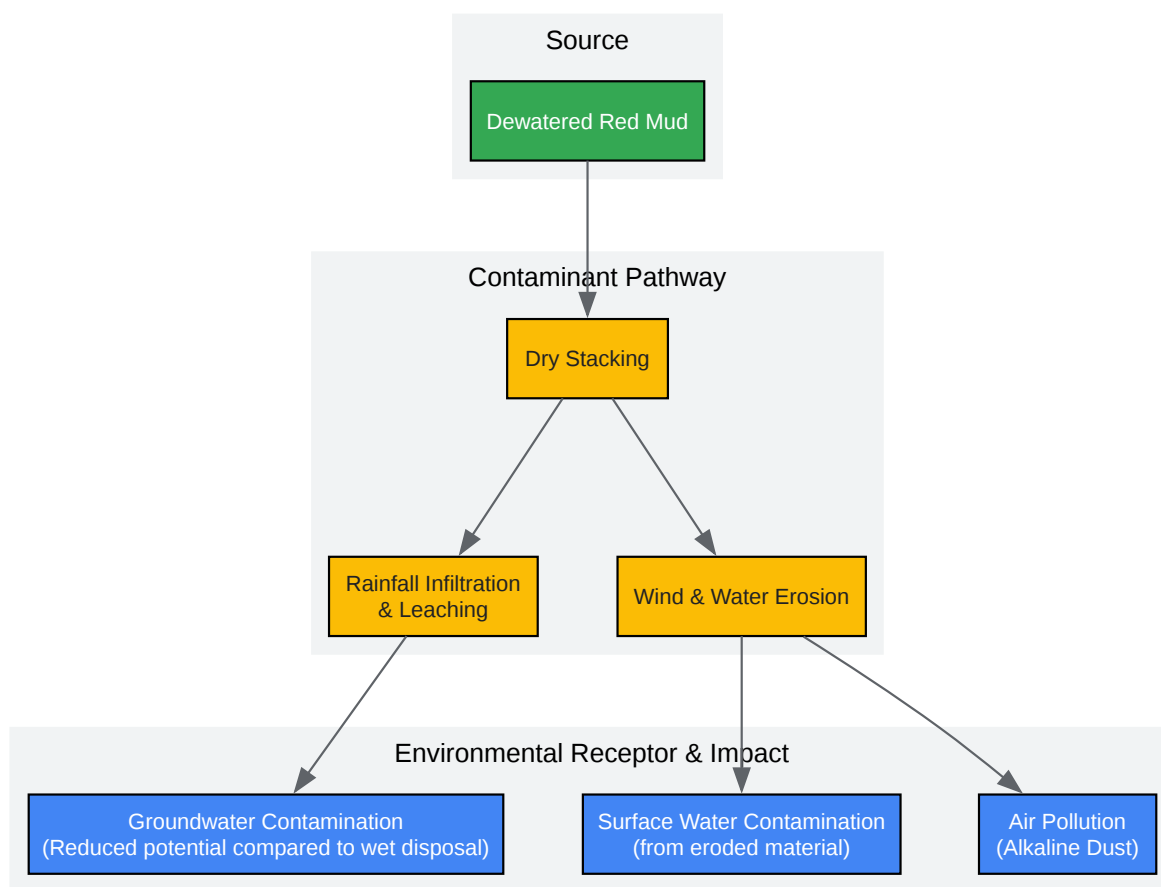 Source
Dewatered Red Mud
Contaminant Pathway
Dry Stacking
Rainfall Infiltration
& Leaching
Wind & Water Erosion
Environmental Receptor & Impact
Groundwater Contamination
(Reduced potential compared to wet disposal)
Surface Water Contamination
(from eroded material)
Air Pollution
(Alkaline Dust)